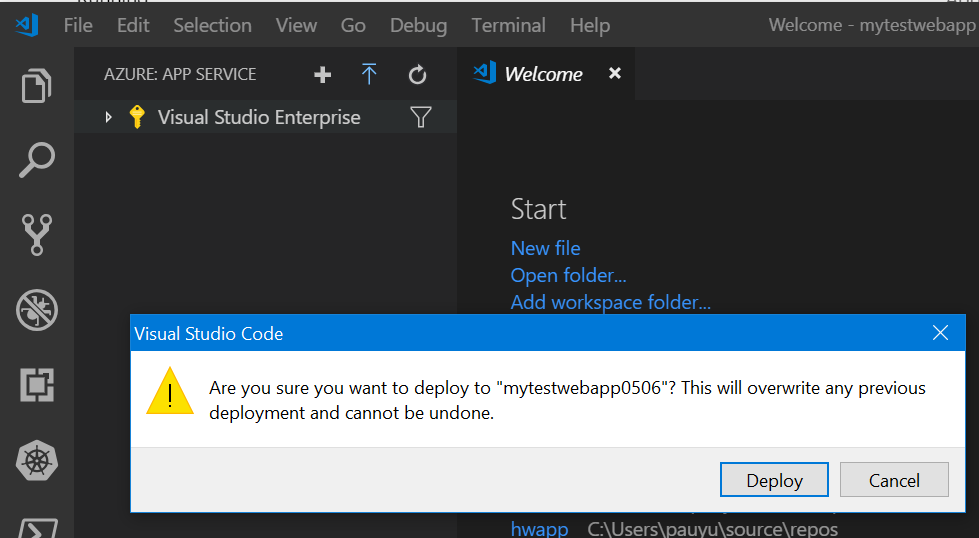 File Edit Selection View Go Debug Terminal Help Welcome - mytestwebapp
AZURE: APP SERVICE
Welcome
Visual Studio Enterprise
Start
New file
Open folder...
Add workspace folder...
Visual Studio Code
Are you sure you want to deploy to "mytestwebapp0506"? This will overwrite any previous
deployment and cannot be undone.
Deploy Cancel
hwapp C:\Users\pauyu\source\repos